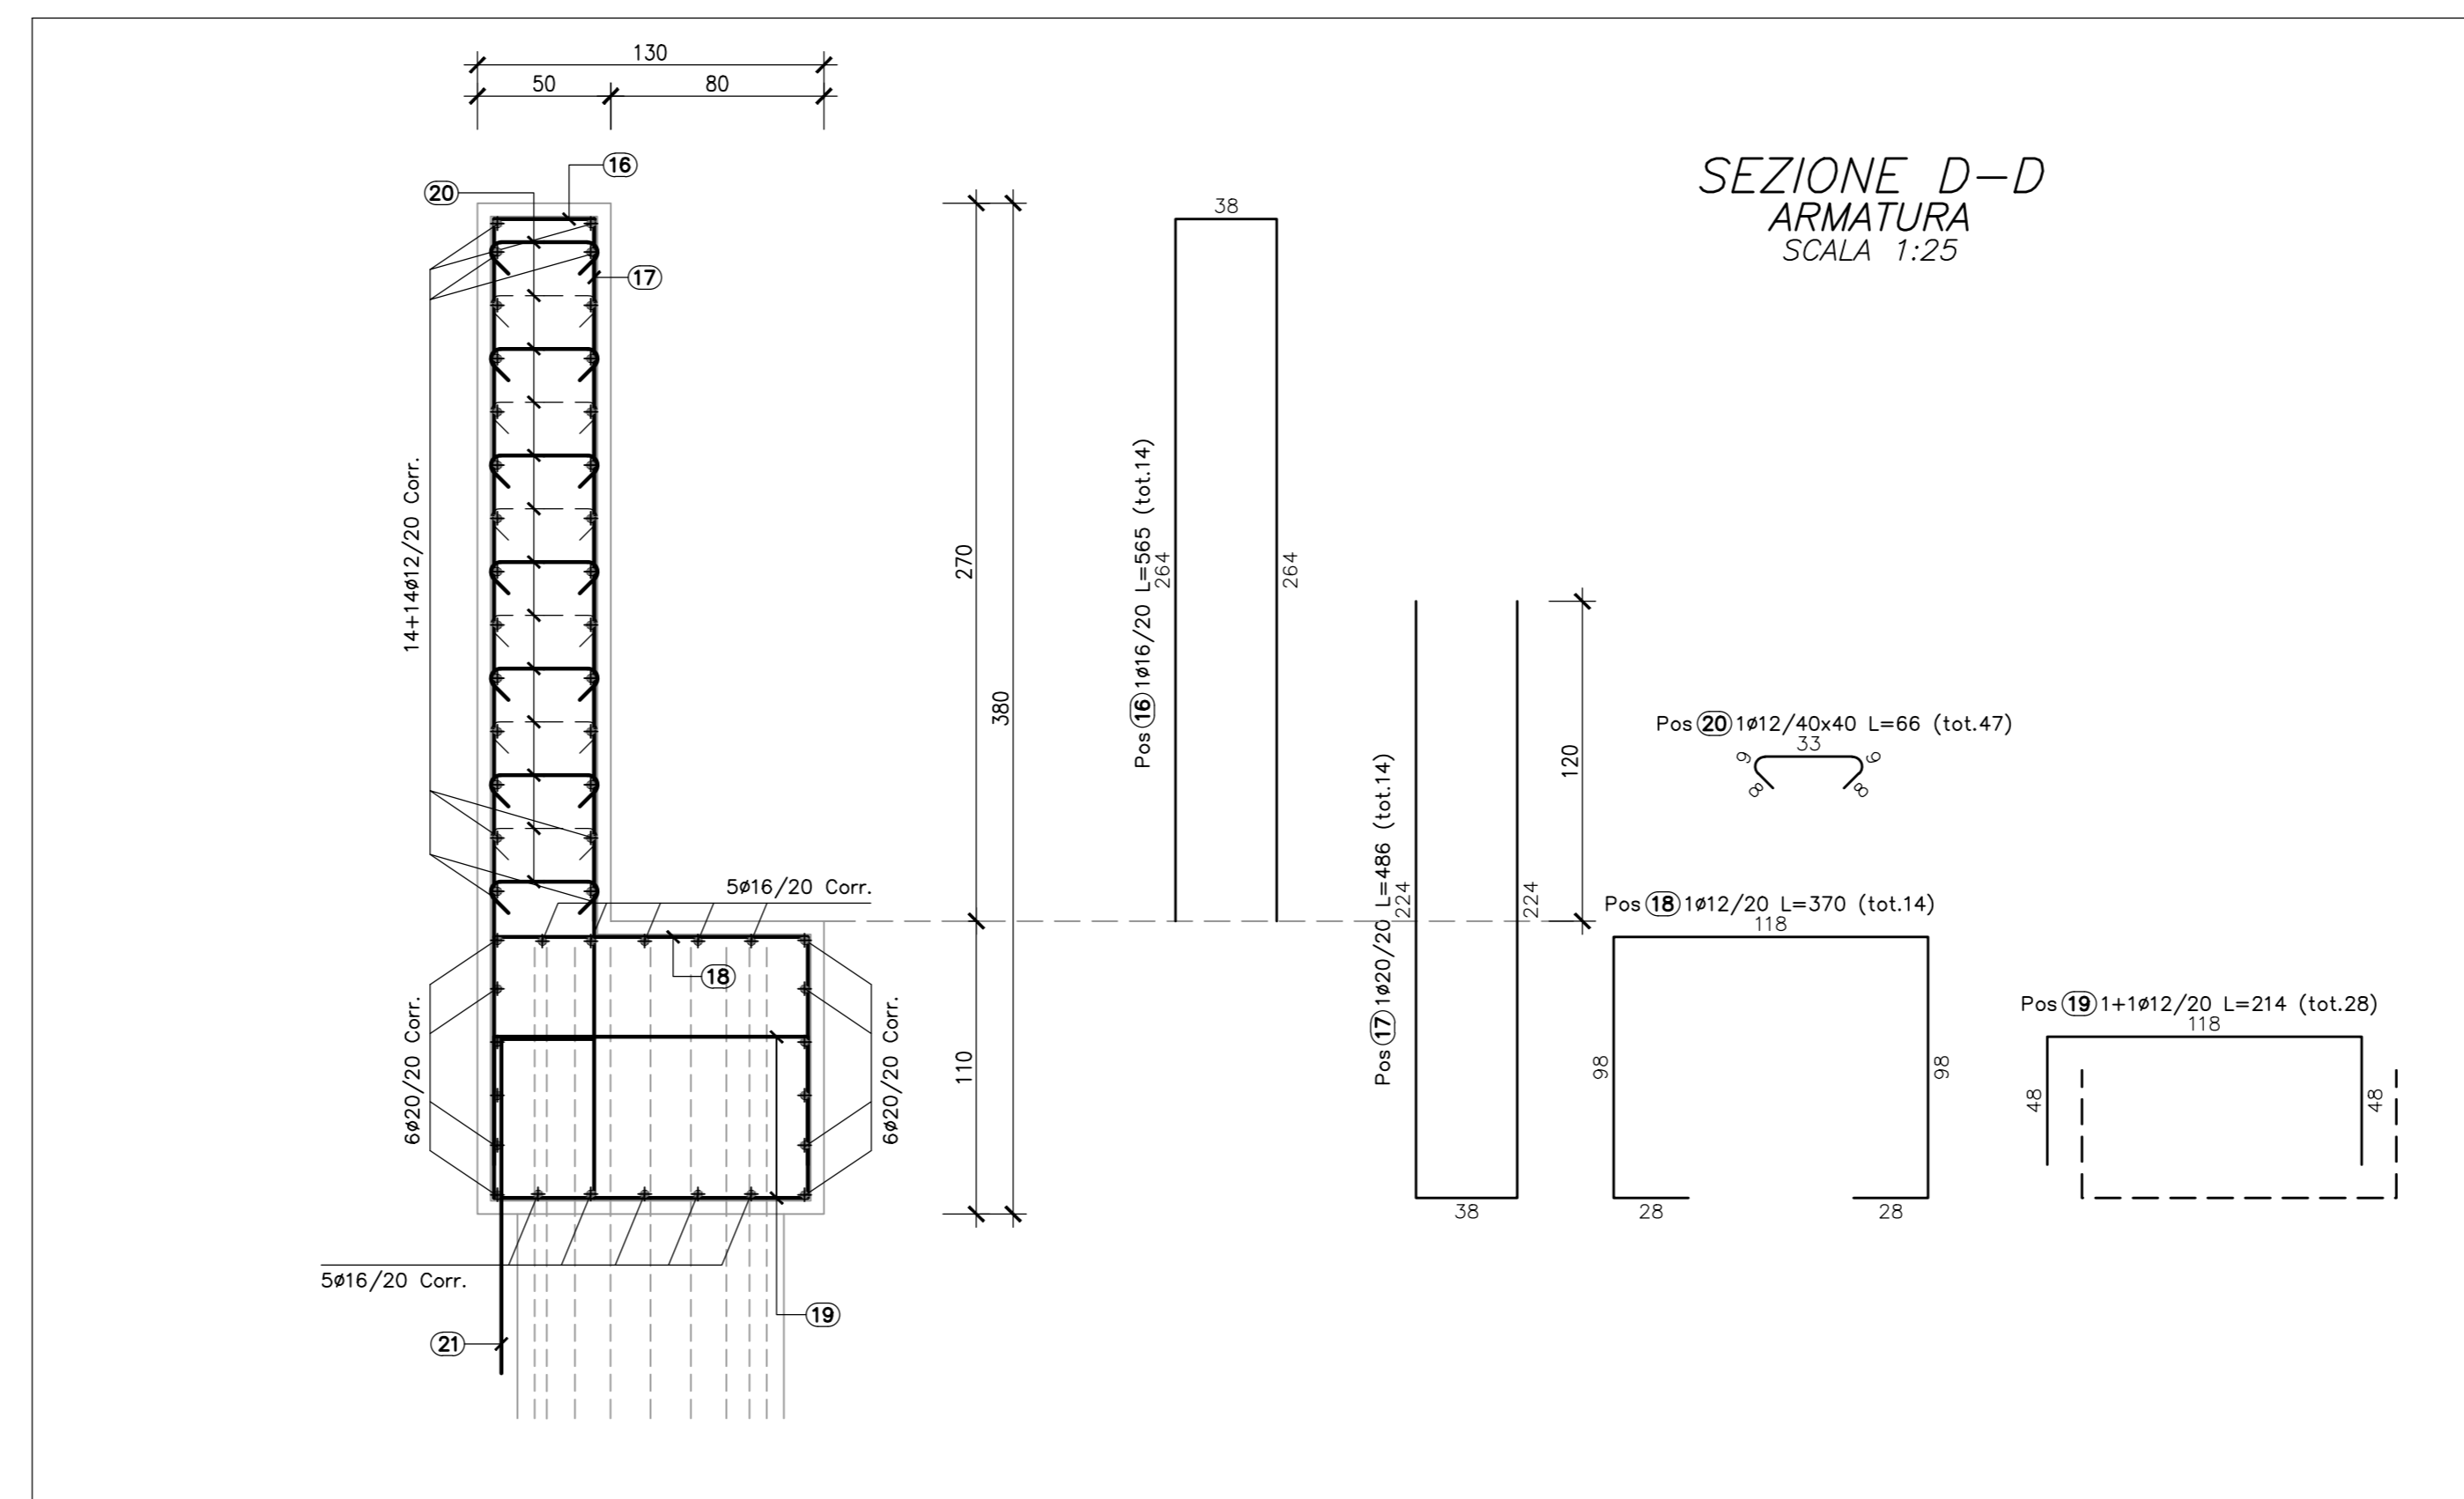 130
50
80
16
20
17
SEZIONE D-D
ARMATURA
SCALA 1:25
14+14ø12/20 Corr.
270
380
110
38
264
264
Pos 16 1ø16/20 L=565 (tot.14)
120
224
224
38
Pos 17 1ø20/20 L=486 (tot.14)
Pos 20 1ø12/40x40 L=66 (tot.47)
33
9
9
8
8
5ø16/20 Corr.
18
6ø20/20 Corr.
6ø20/20 Corr.
Pos 18 1ø12/20 L=370 (tot.14)
118
98
98
28
28
Pos 19 1+1ø12/20 L=214 (tot.28)
118
48
48
5ø16/20 Corr.
19
21